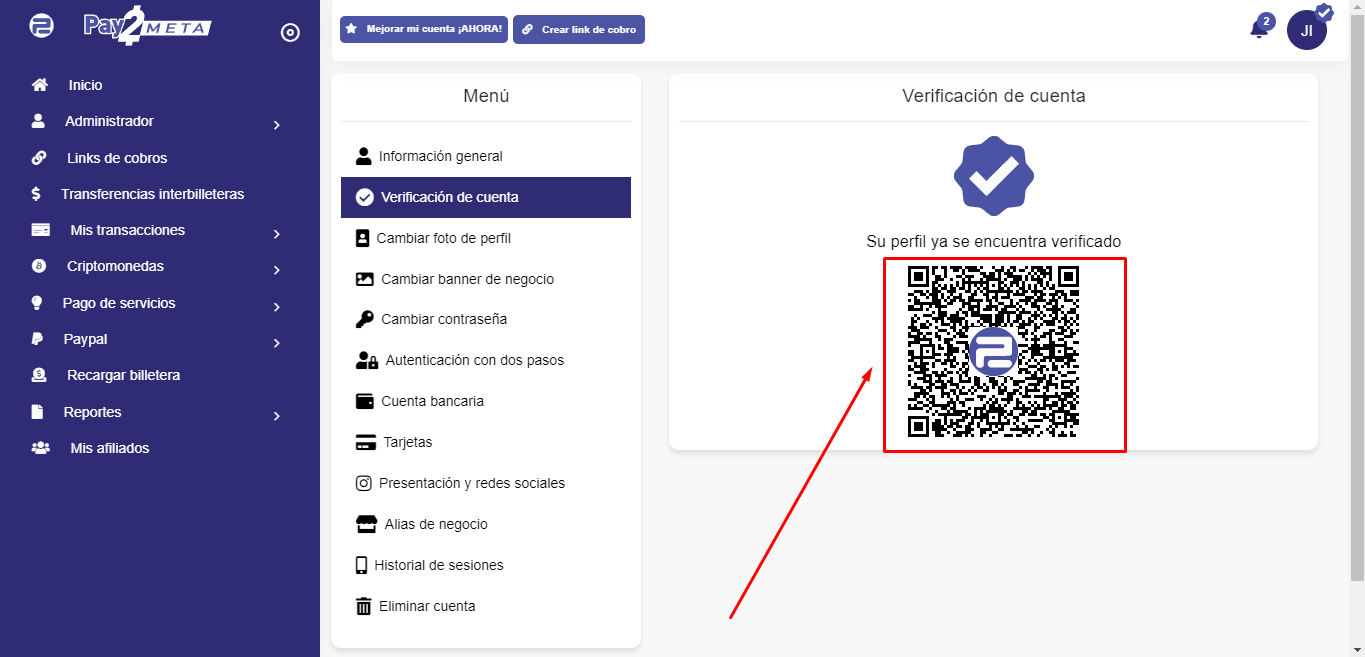 Pay2META
Inicio
Administrador
Links de cobros
Transferencias interbilleteras
Mis transacciones
Criptomonedas
Pago de servicios
Paypal
Recargar billetera
Reportes
Mis afiliados
Mejorar mi cuenta ¡AHORA!
Crear link de cobro
2
JI
Menú
Información general
Verificación de cuenta
Cambiar foto de perfil
Cambiar banner de negocio
Cambiar contraseña
Autenticación con dos pasos
Cuenta bancaria
Tarjetas
Presentación y redes sociales
Alias de negocio
Historial de sesiones
Eliminar cuenta
Verificación de cuenta
Su perfil ya se encuentra verificado